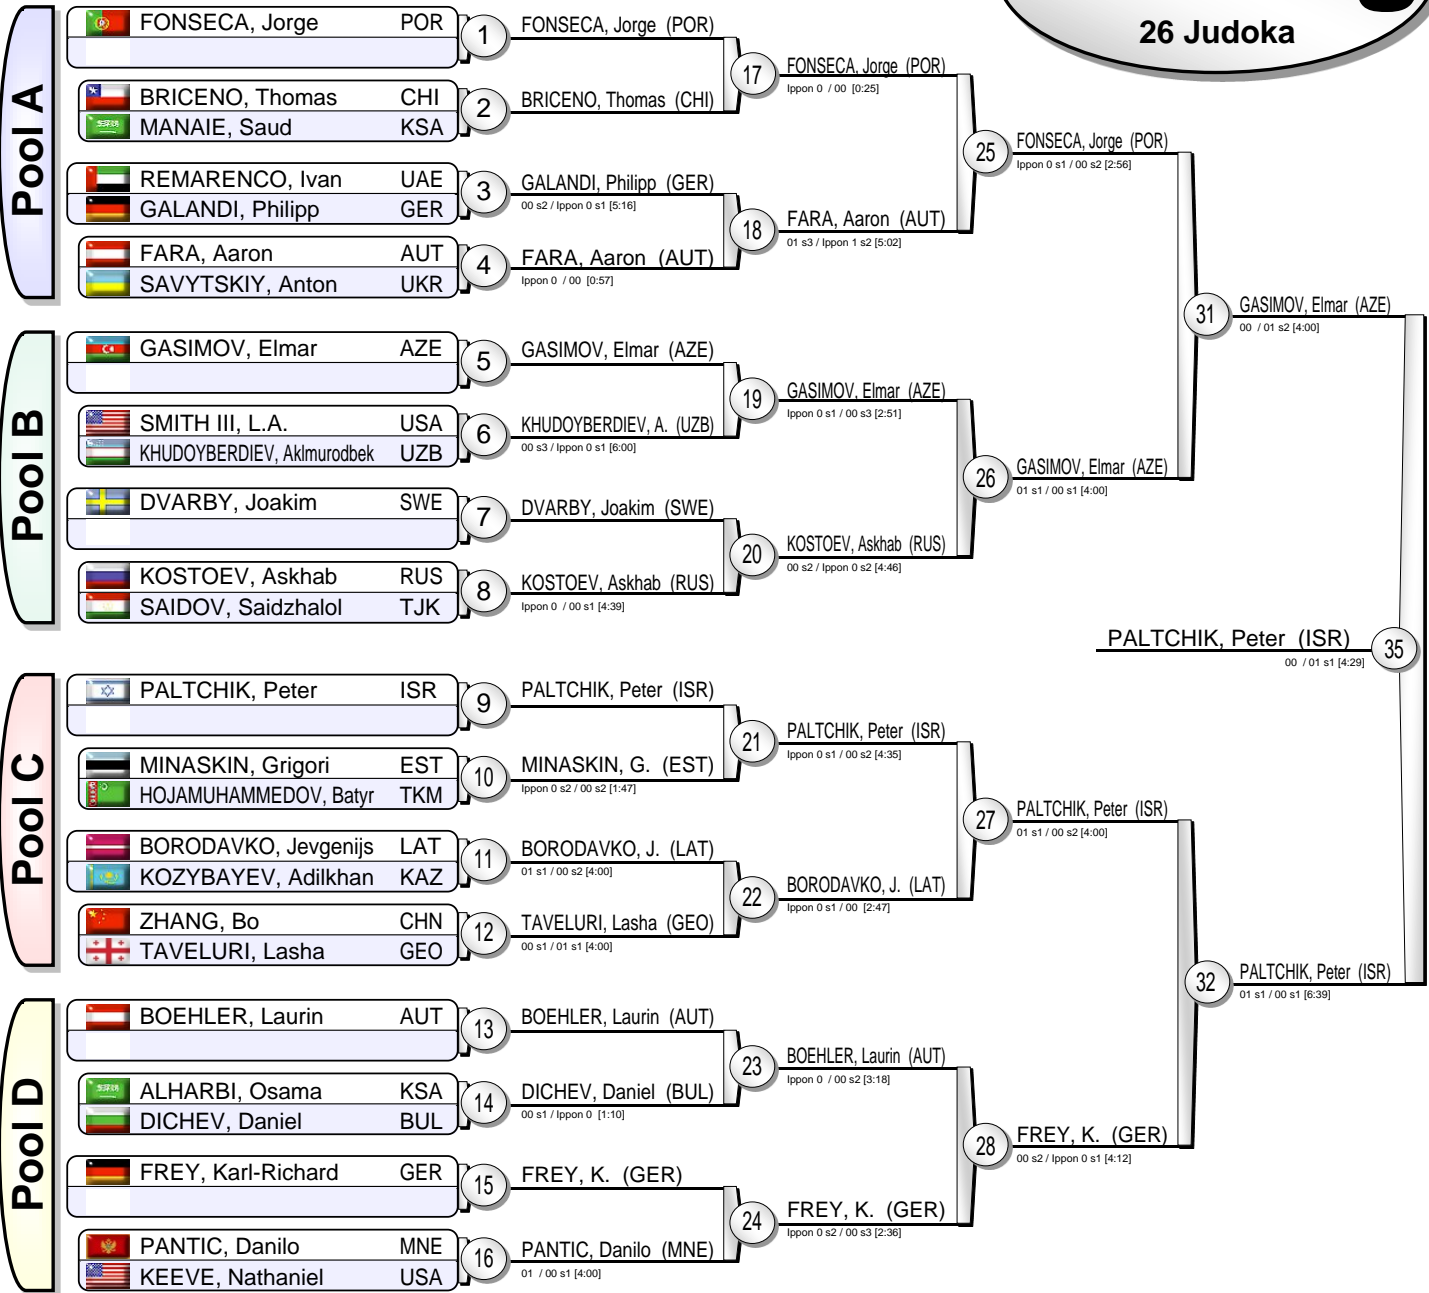 26 Judoka
Pool A
FONSECA, Jorge POR
1
BRICENO, Thomas CHI
MANAIE, Saud KSA
2
REMARENCO, Ivan UAE
GALANDI, Philipp GER
3
FARA, Aaron AUT
SAVYTSKIY, Anton UKR
4
Pool B
GASIMOV, Elmar AZE
5
SMITH III, L.A. USA
KHUDOYBERDIEV, Aklmurodbek UZB
6
DVARBY, Joakim SWE
7
KOSTOEV, Askhab RUS
SAIDOV, Saidzhalol TJK
8
Pool C
PALTCHIK, Peter ISR
9
MINASKIN, Grigori EST
HOJAMUHAMMEDOV, Batyr TKM
10
BORODAVKO, Jevgenijs LAT
KOZYBAYEV, Adilkhan KAZ
11
ZHANG, Bo CHN
TAVELURI, Lasha GEO
12
Pool D
BOEHLER, Laurin AUT
13
ALHARBI, Osama KSA
DICHEV, Daniel BUL
14
FREY, Karl-Richard GER
15
PANTIC, Danilo MNE
KEEVE, Nathaniel USA
16
FONSECA, Jorge (POR)
BRICENO, Thomas (CHI)
17
GALANDI, Philipp (GER)
00 s2 / Ippon 0 s1 [5:16]
FARA, Aaron (AUT)
Ippon 0 / 00 [0:57]
18
GASIMOV, Elmar (AZE)
KHUDOYBERDIEV, A. (UZB)
00 s3 / Ippon 0 s1 [6:00]
19
DVARBY, Joakim (SWE)
KOSTOEV, Askhab (RUS)
Ippon 0 / 00 s1 [4:39]
20
PALTCHIK, Peter (ISR)
MINASKIN, G. (EST)
Ippon 0 s2 / 00 s2 [1:47]
21
BORODAVKO, J. (LAT)
01 s1 / 00 s2 [4:00]
TAVELURI, Lasha (GEO)
00 s1 / 01 s1 [4:00]
22
BOEHLER, Laurin (AUT)
DICHEV, Daniel (BUL)
00 s1 / Ippon 0 [1:10]
23
FREY, K. (GER)
PANTIC, Danilo (MNE)
01 / 00 s1 [4:00]
24
FONSECA, Jorge (POR)
Ippon 0 / 00 [0:25]
FARA, Aaron (AUT)
01 s3 / Ippon 1 s2 [5:02]
25
GASIMOV, Elmar (AZE)
Ippon 0 s1 / 00 s3 [2:51]
KOSTOEV, Askhab (RUS)
00 s2 / Ippon 0 s2 [4:46]
26
PALTCHIK, Peter (ISR)
Ippon 0 s1 / 00 s2 [4:35]
BORODAVKO, J. (LAT)
Ippon 0 s1 / 00 [2:47]
27
BOEHLER, Laurin (AUT)
Ippon 0 / 00 s2 [3:18]
FREY, K. (GER)
Ippon 0 s2 / 00 s3 [2:36]
28
FONSECA, Jorge (POR)
Ippon 0 s1 / 00 s2 [2:56]
GASIMOV, Elmar (AZE)
01 s1 / 00 s1 [4:00]
31
PALTCHIK, Peter (ISR)
01 s1 / 00 s2 [4:00]
FREY, K. (GER)
00 s2 / Ippon 0 s1 [4:12]
32
GASIMOV, Elmar (AZE)
00 / 01 s2 [4:00]
PALTCHIK, Peter (ISR)
01 s1 / 00 s1 [6:39]
PALTCHIK, Peter (ISR)
00 / 01 s1 [4:29]
35